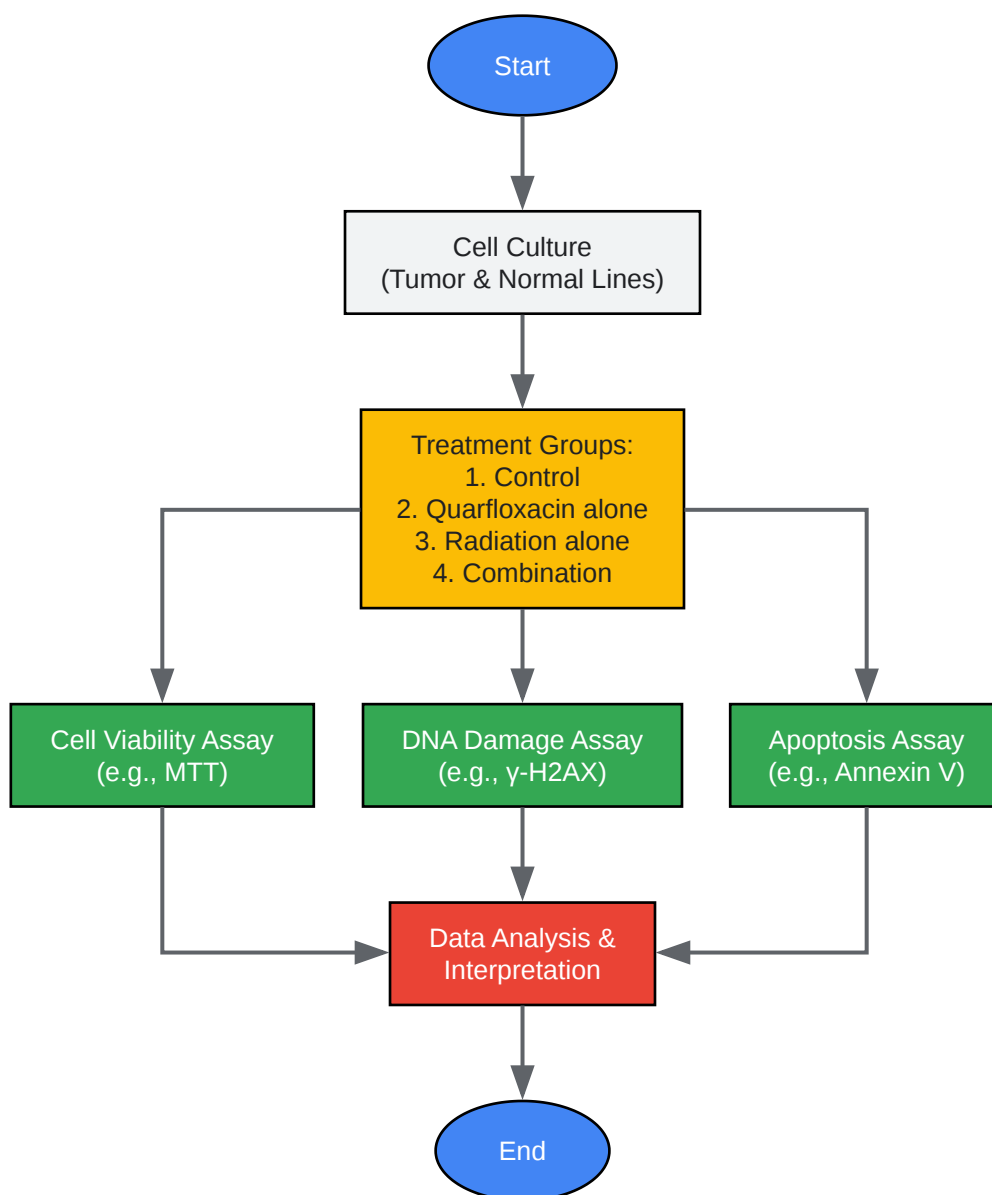 Start
Cell Culture
(Tumor & Normal Lines)
Treatment Groups:
1. Control
2. Quarfloxacin alone
3. Radiation alone
4. Combination
Cell Viability Assay
(e.g., MTT)
DNA Damage Assay
(e.g., γ-H2AX)
Apoptosis Assay
(e.g., Annexin V)
Data Analysis &
Interpretation
End